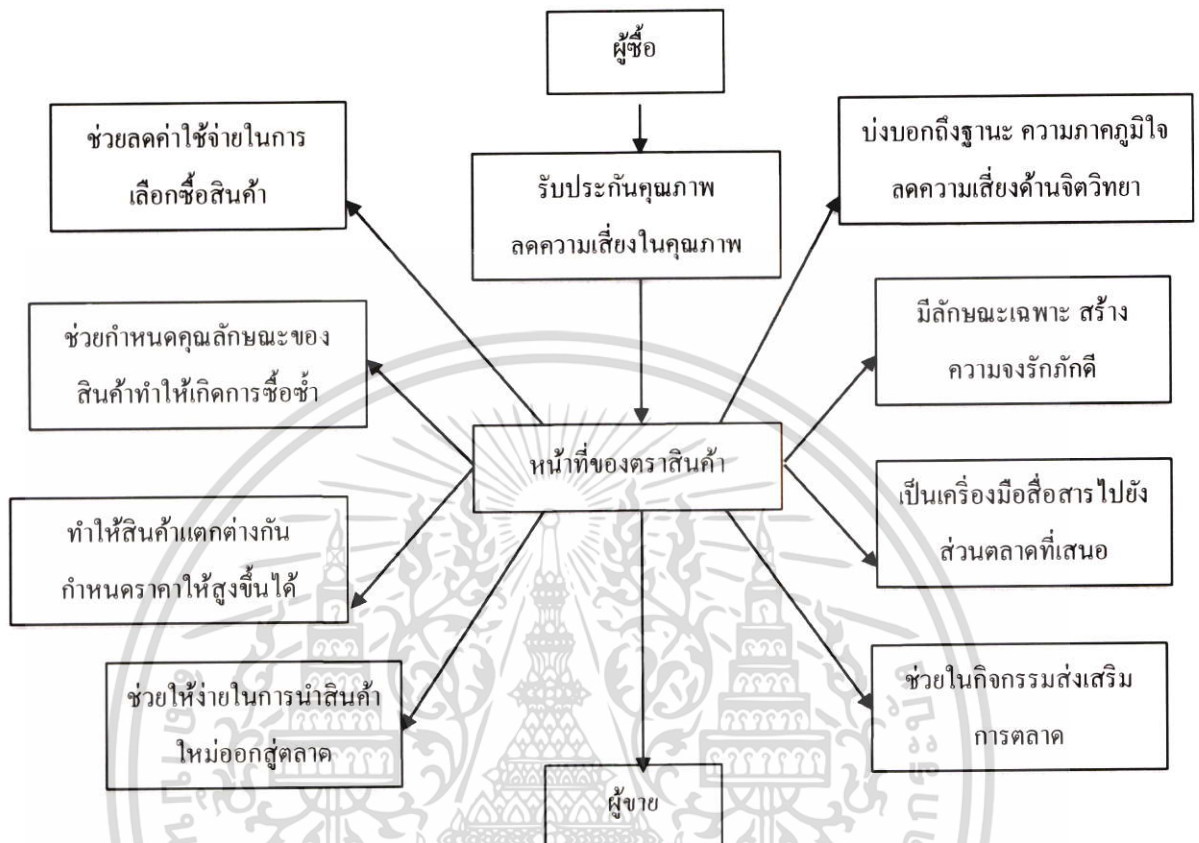 ผู้ซื้อ
ช่วยลดค่าใช้จ่ายในการ
เลือกซื้อสินค้า
รับประกันคุณภาพ
ลดความเสี่ยงในคุณภาพ
บ่งบอกถึงฐานะ ความภาคภูมิใจ
ลดความเสี่ยงด้านจิตวิทยา
ช่วยกำหนดคุณลักษณะของ
สินค้าทำให้เกิดการซื้อซ้ำ
มีลักษณะเฉพาะ สร้าง
ความจงรักภักดี
หน้าที่ของตราสินค้า
ทำให้สินค้าแตกต่างกัน
กำหนดราคาให้สูงขึ้นได้
เป็นเครื่องมือสื่อสารไปยัง
ส่วนตลาดที่เสนอ
ช่วยให้ง่ายในการนำสินค้า
ใหม่ออกสู่ตลาด
ช่วยในกิจกรรมส่งเสริม
การตลาด
ผู้ขาย